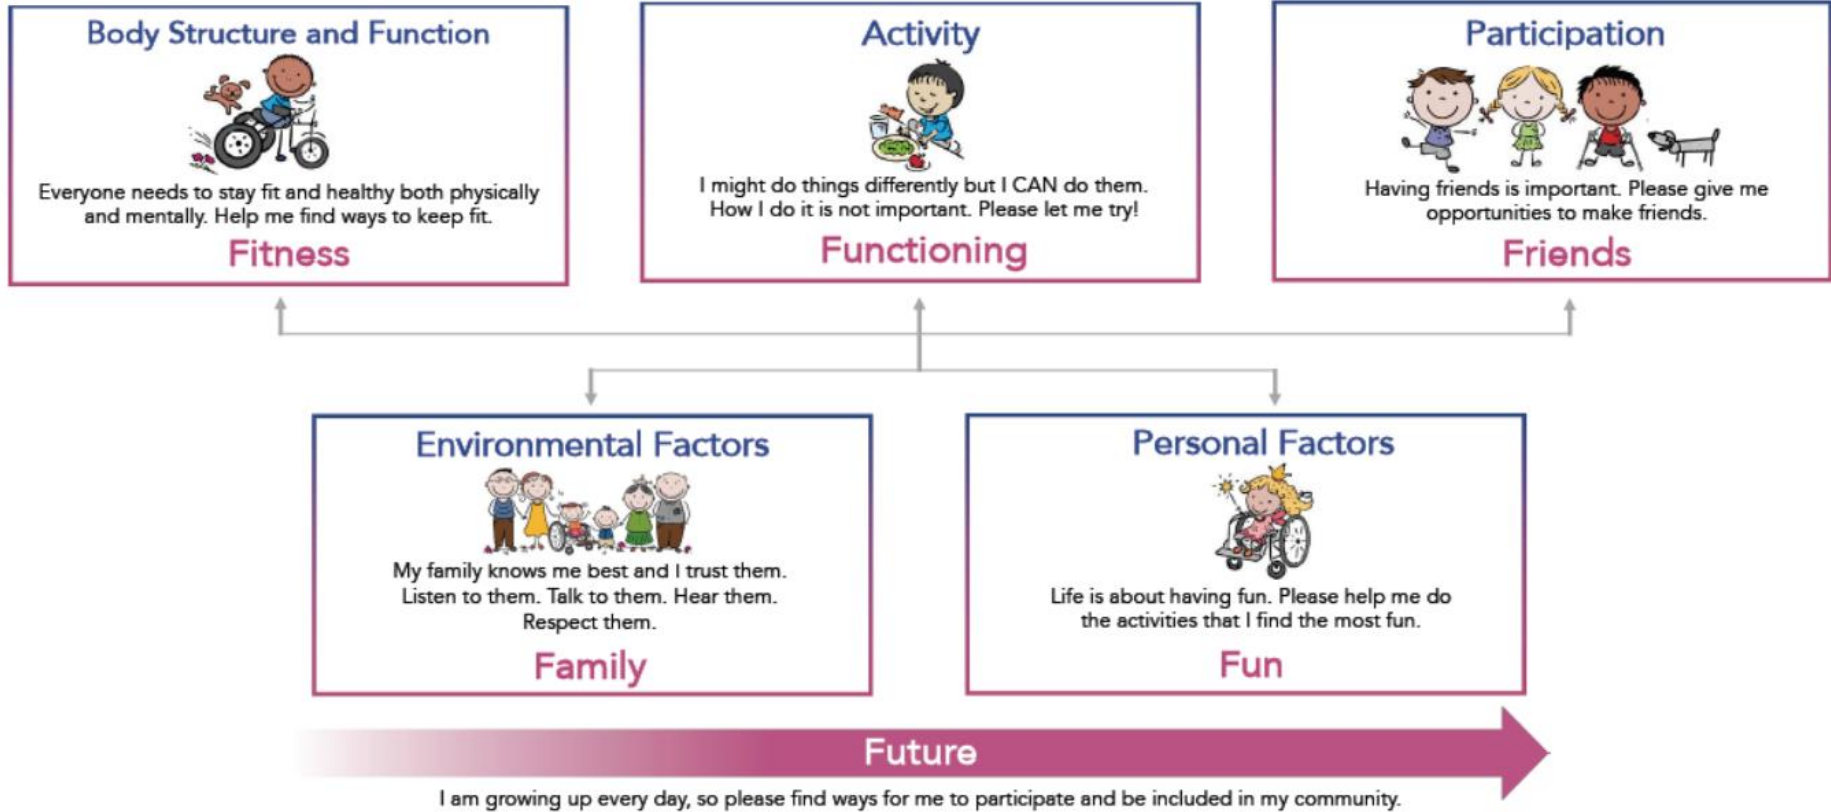 Body Structure and Function
Everyone needs to stay fit and healthy both physically
and mentally. Help me find ways to keep fit.
Fitness
Activity
I might do things differently but I CAN do them.
How I do it is not important. Please let me try!
Functioning
Participation
Having friends is important. Please give me
opportunities to make friends.
Friends
Environmental Factors
My family knows me best and I trust them.
Listen to them. Talk to them. Hear them.
Respect them.
Family
Personal Factors
Life is about having fun. Please help me do
the activities that I find the most fun.
Fun
Future
I am growing up every day, so please find ways for me to participate and be included in my community.